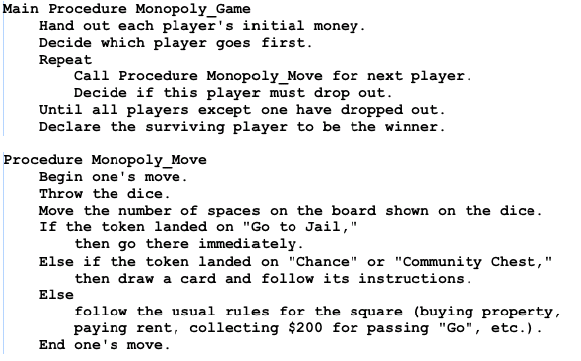 Main Procedure Monopoly_Game
Hand out each player's initial money.
Decide which player goes first.
Repeat
Call Procedure Monopoly_Move for next player.
Decide if this player must drop out.
Until all players except one have dropped out.
Declare the surviving player to be the winner.
Procedure Monopoly_Move
Begin one's move.
Throw the dice.
Move the number of spaces on the board shown on the dice.
If the token landed on "Go to Jail,"
then go there immediately.
Else if the token landed on "Chance" or "Community Chest,"
then draw a card and follow its instructions.
Else
follow the usual rules for the square (buying property,
paying rent, collecting $200 for passing "Go", etc.).
End one's move.